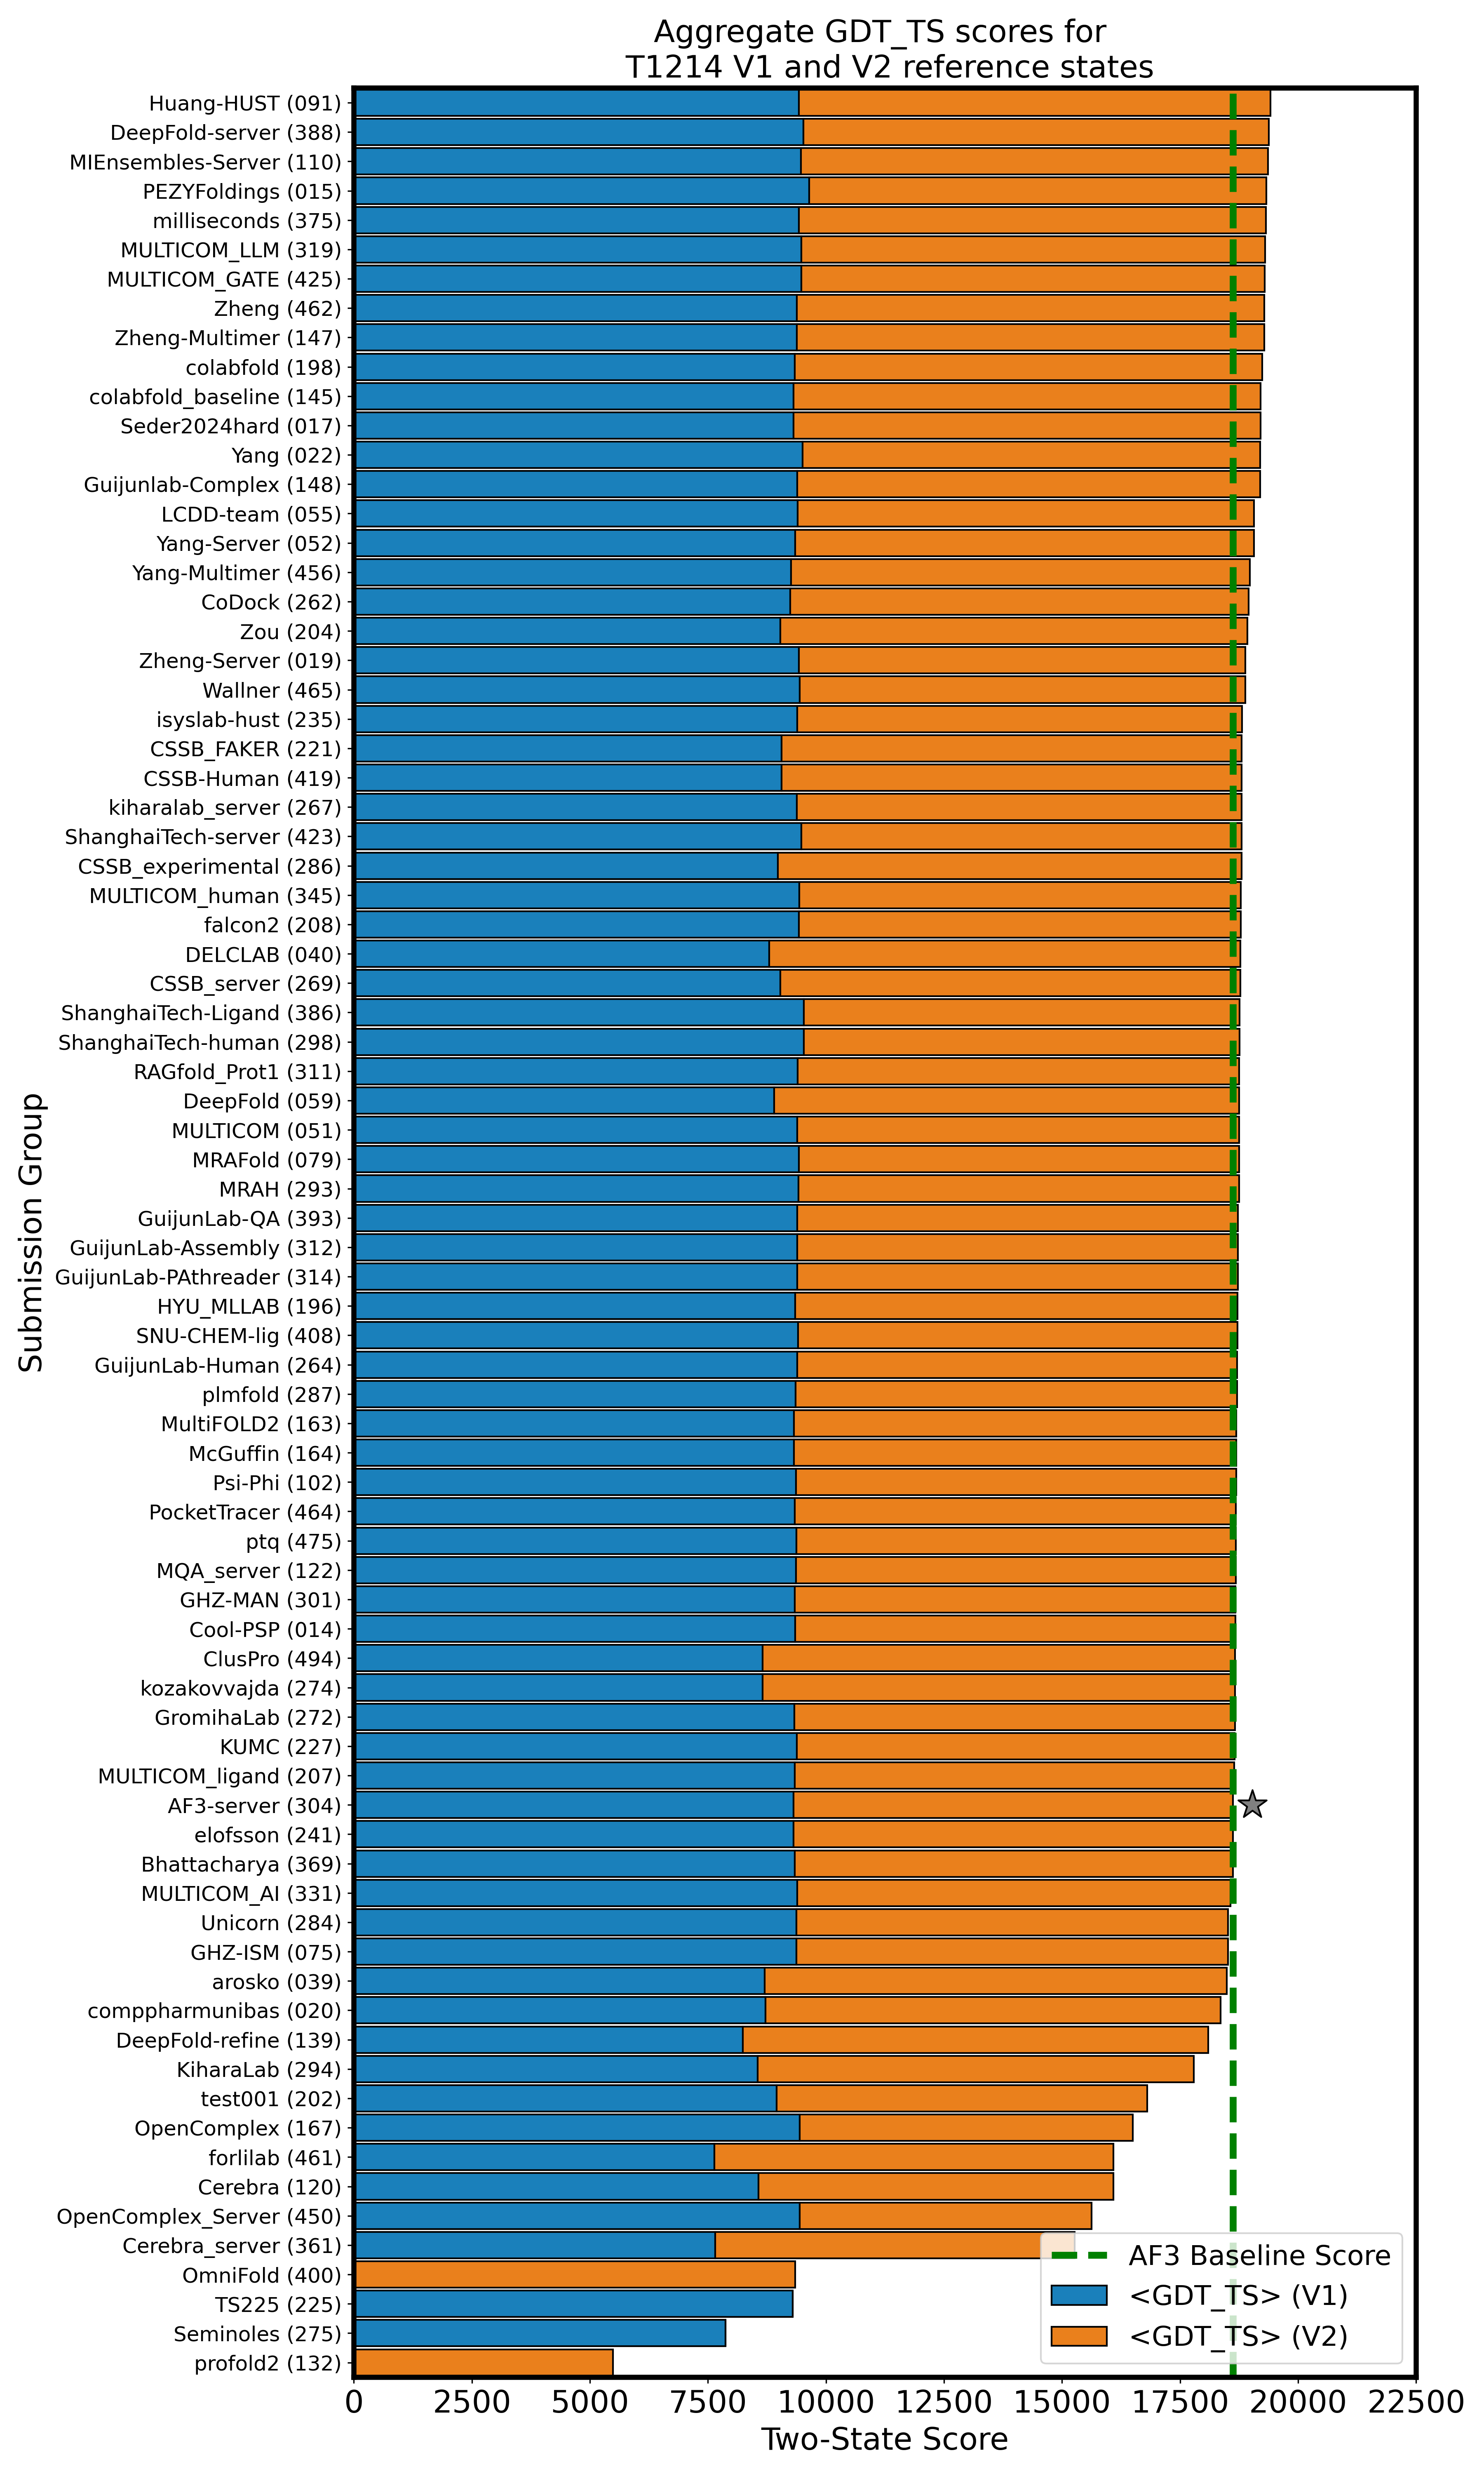 Aggregate GDT_TS scores for
T1214 V1 and V2 reference states
Huang-HUST (091)
DeepFold-server (388)
MIEnsembles-Server (110)
PEZYFoldings (015)
milliseconds (375)
MULTICOM_LLM (319)
MULTICOM_GATE (425)
Zheng (462)
Zheng-Multimer (147)
colabfold (198)
colabfold_baseline (145)
Seder2024hard (017)
Yang (022)
Guijunlab-Complex (148)
LCDD-team (055)
Yang-Server (052)
Yang-Multimer (456)
CoDock (262)
Zou (204)
Zheng-Server (019)
Wallner (465)
isyslab-hust (235)
CSSB_FAKER (221)
CSSB-Human (419)
kiharalab_server (267)
ShanghaiTech-server (423)
CSSB_experimental (286)
MULTICOM_human (345)
falcon2 (208)
DELCLAB (040)
CSSB_server (269)
ShanghaiTech-Ligand (386)
ShanghaiTech-human (298)
RAGfold_Prot1 (311)
DeepFold (059)
MULTICOM (051)
MRAFold (079)
MRAH (293)
GuijunLab-QA (393)
GuijunLab-Assembly (312)
GuijunLab-PAthreader (314)
HYU_MLLAB (196)
SNU-CHEM-lig (408)
GuijunLab-Human (264)
plmfold (287)
MultiFOLD2 (163)
McGuffin (164)
Psi-Phi (102)
PocketTracer (464)
ptq (475)
MQA_server (122)
GHZ-MAN (301)
Cool-PSP (014)
ClusPro (494)
kozakovvajda (274)
GromihaLab (272)
KUMC (227)
MULTICOM_ligand (207)
AF3-server (304)
elofsson (241)
Bhattacharya (369)
MULTICOM_AI (331)
Unicorn (284)
GHZ-ISM (075)
arosko (039)
comppharmunibas (020)
DeepFold-refine (139)
KiharaLab (294)
test001 (202)
OpenComplex (167)
forlilab (461)
Cerebra (120)
OpenComplex_Server (450)
Cerebra_server (361)
OmniFold (400)
TS225 (225)
Seminoles (275)
profold2 (132)
Submission Group
AF3 Baseline Score
<GDT_TS> (V1)
<GDT_TS> (V2)
0 2500 5000 7500 10000 12500 15000 17500 20000 22500
Two-State Score